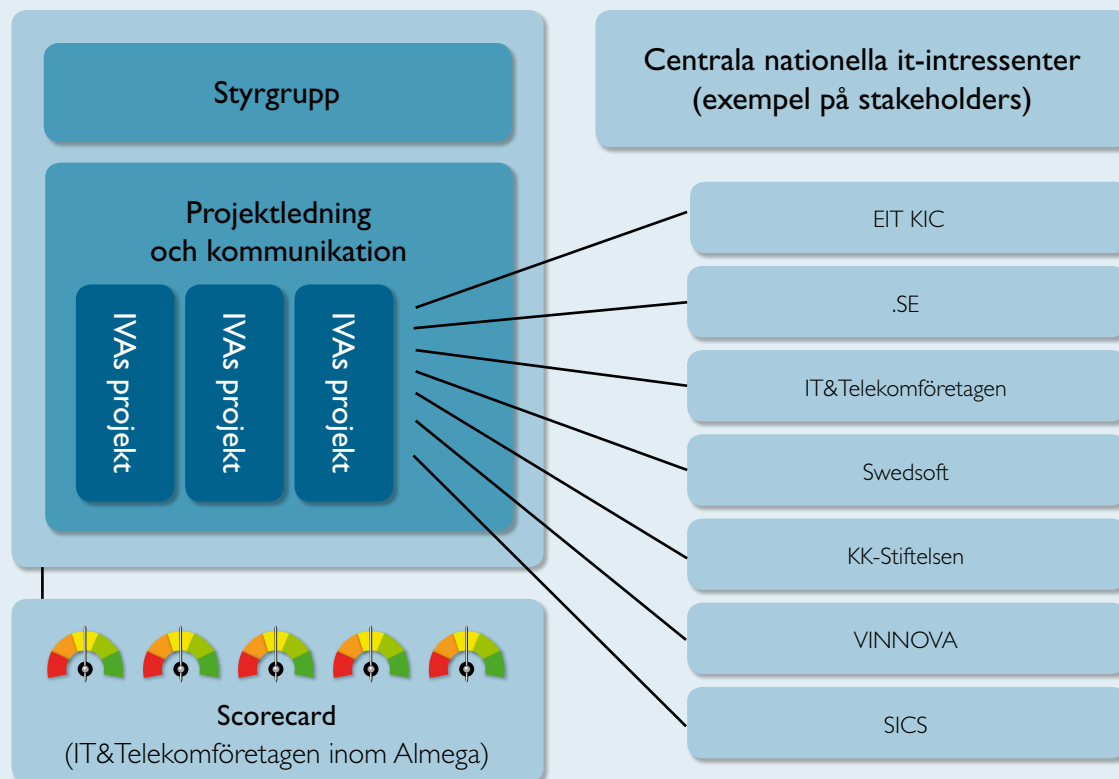 Styrgrupp
Projektledning
och kommunikation
IVAs projekt
IVAs projekt
IVAs projekt
Scorecard
(IT&Telekomföretagen inom Almega)
Centrala nationella it-intressenter
(exempel på stakeholders)
EIT KIC
.SE
IT&Telekomföretagen
Swedsoft
KK-Stiftelsen
VINNOVA
SICS